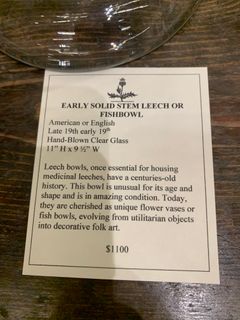 EARLY SOLID STEM LEECH OR
FISHBOWL
American or English
Late 19th early 19th
Hand-Blown Clear Glass
11" H x 9 ½" W
Leech bowls, once essential for housing
medicinal leeches, have a centuries-old
history. This bowl is unusual for its age and
shape and is in amazing condition. Today,
they are cherished as unique flower vases or
fish bowls, evolving from utilitarian objects
into decorative folk art.
$1100